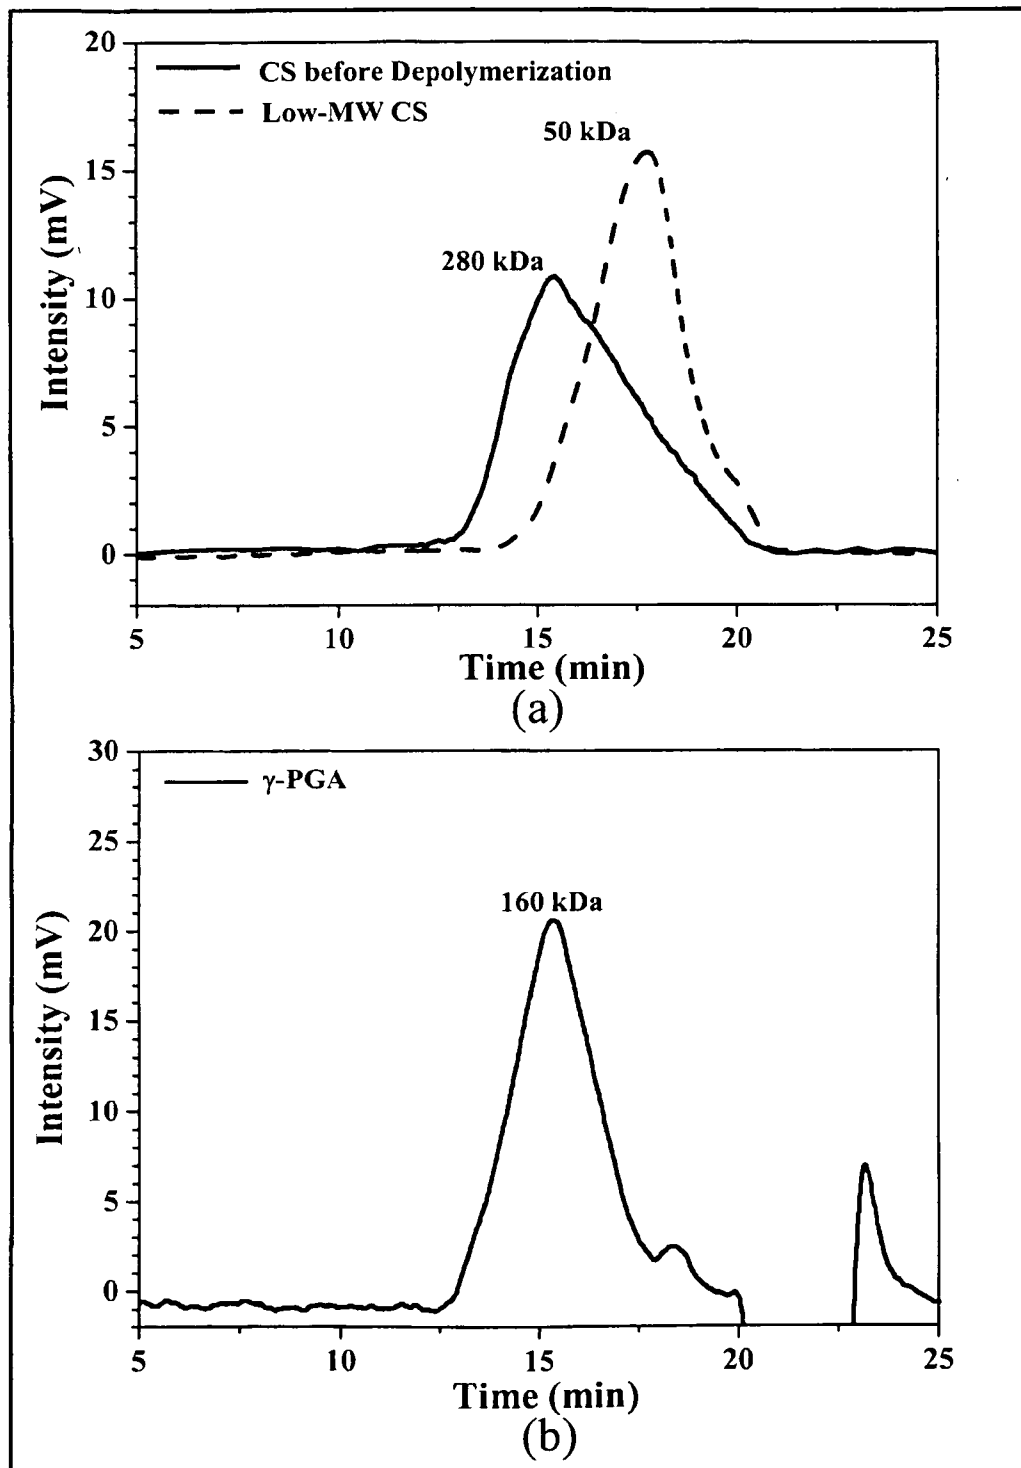 20
CS before Depolymerization
Low-MW CS
50 kDa
15
280 kDa
10
5
0
Intensity (mV)
5 10 15 20 25
Time (min)
(a)
30
γ-PGA
25
160 kDa
20
15
10
5
0
Intensity (mV)
5 10 15 20 25
Time (min)
(b)